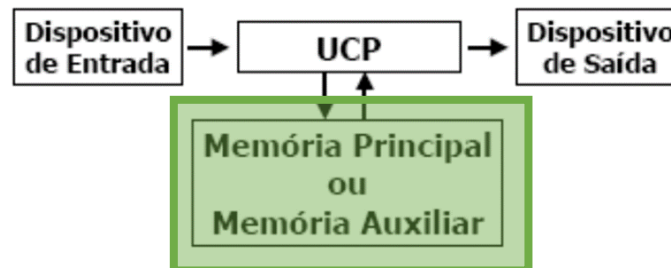 Dispositivo
de Entrada
UCP
Dispositivo
de Saída
Memória Principal
ou
Memória Auxiliar